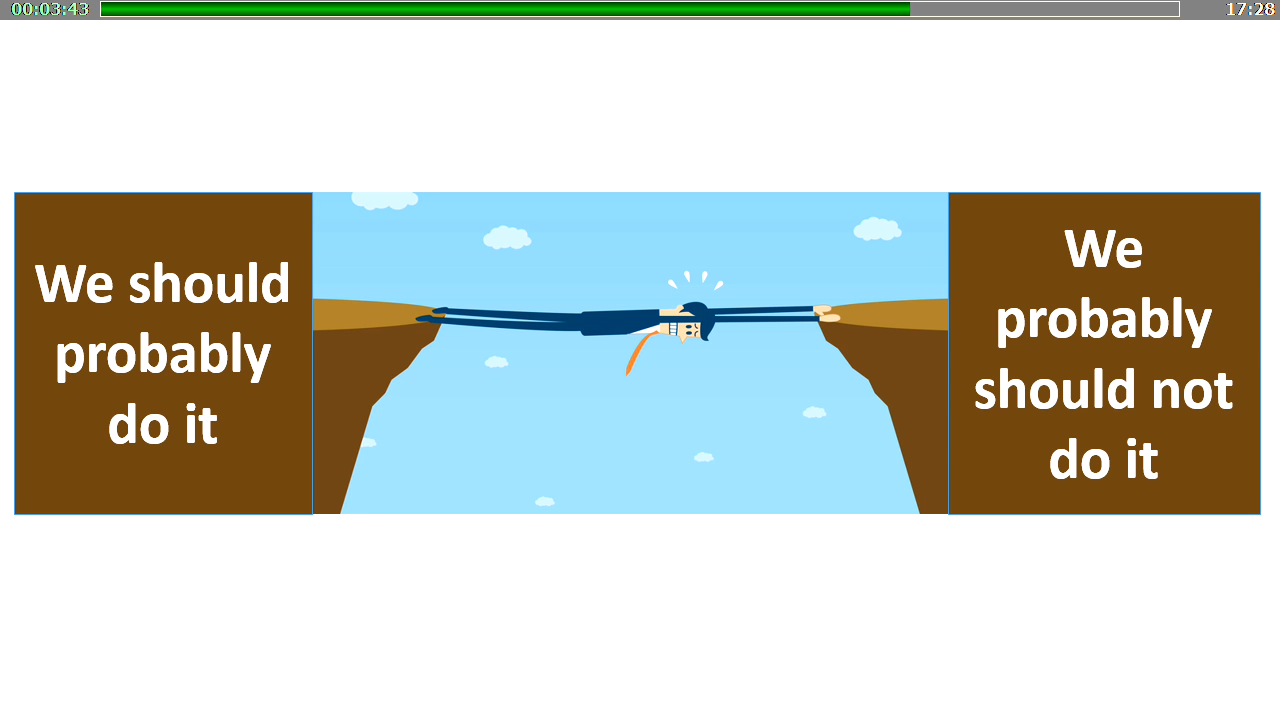 00:03:43
17:28
We should
probably
do it
We
probably
should not
do it